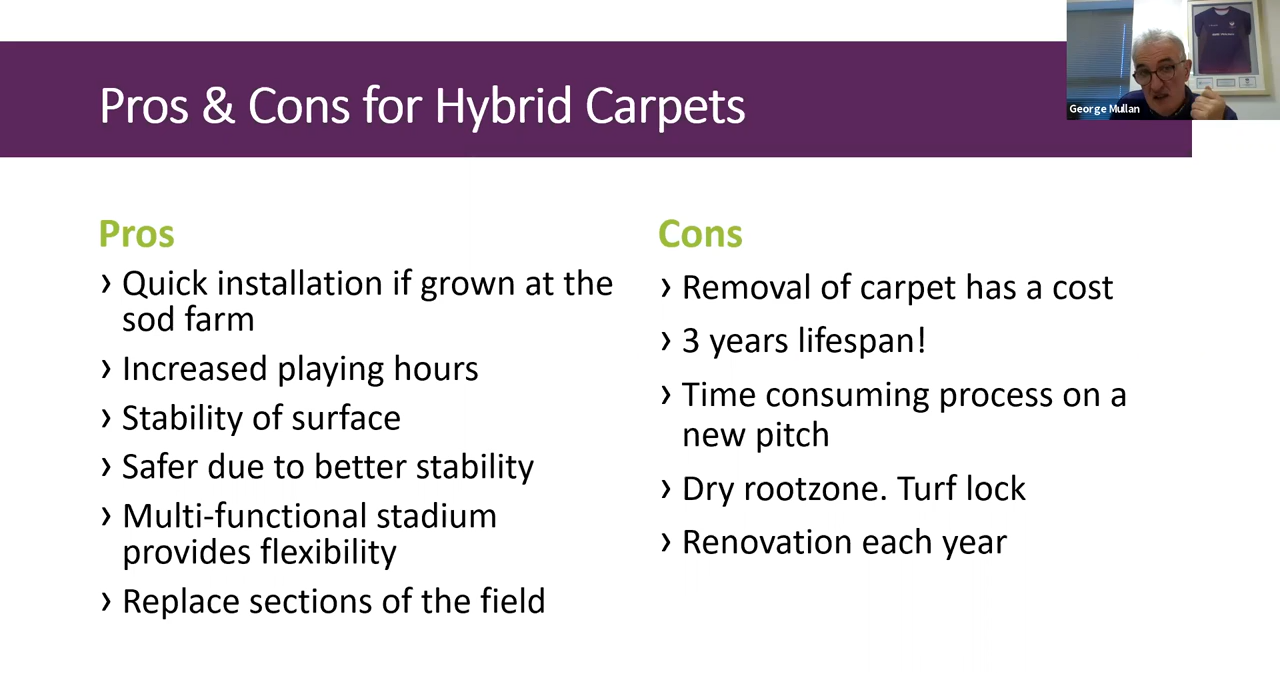 Pros & Cons for Hybrid Carpets
George Mullan
Pros
› Quick installation if grown at the
sod farm
› Increased playing hours
› Stability of surface
› Safer due to better stability
› Multi-functional stadium
provides flexibility
› Replace sections of the field
Cons
› Removal of carpet has a cost
› 3 years lifespan!
› Time consuming process on a
new pitch
› Dry rootzone. Turf lock
› Renovation each year